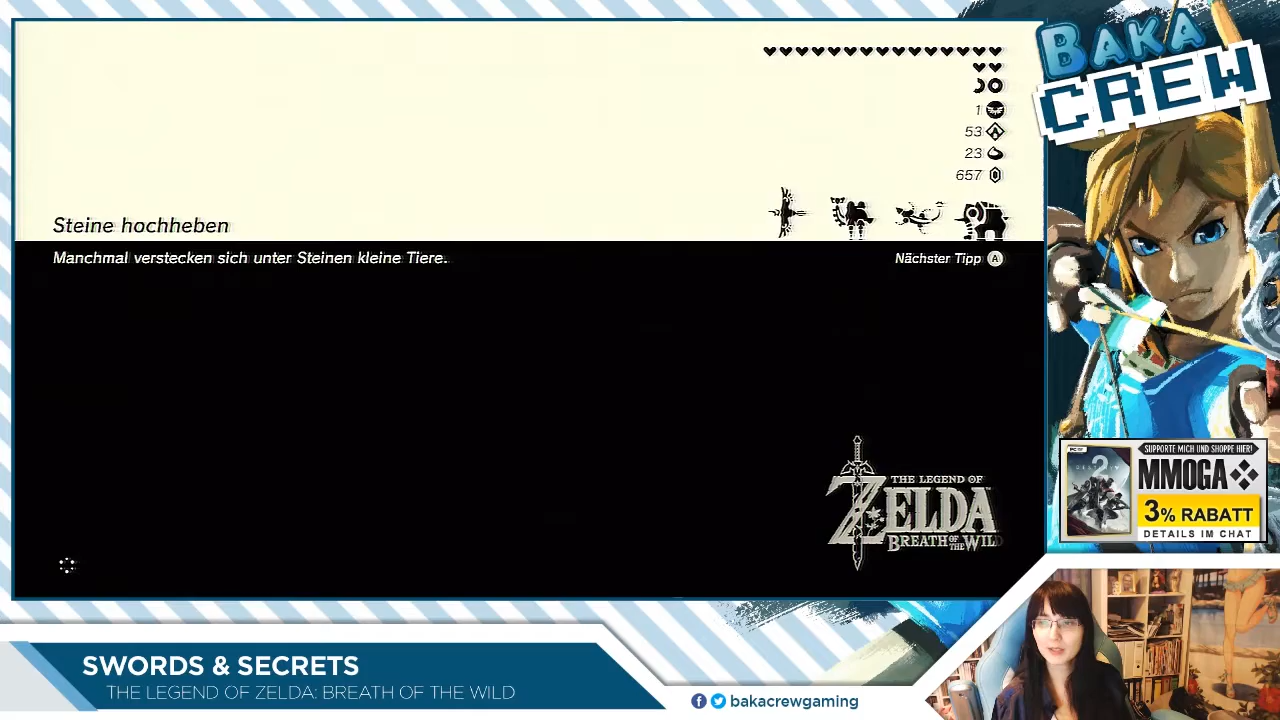 BAKA
CREW
1
53
23
657
Steine hochheben
Manchmal verstecken sich unter Steinen kleine Tiere.
Nächster Tipp A
THE LEGEND OF
ZELDA
BREATH OF THE WILD
SUPPORTE MICH UND SHOPPE HIER!
MMOGA
3% RABATT
DETAILS IM CHAT
SWORDS & SECRETS
THE LEGEND OF ZELDA: BREATH OF THE WILD
bakacrewgaming